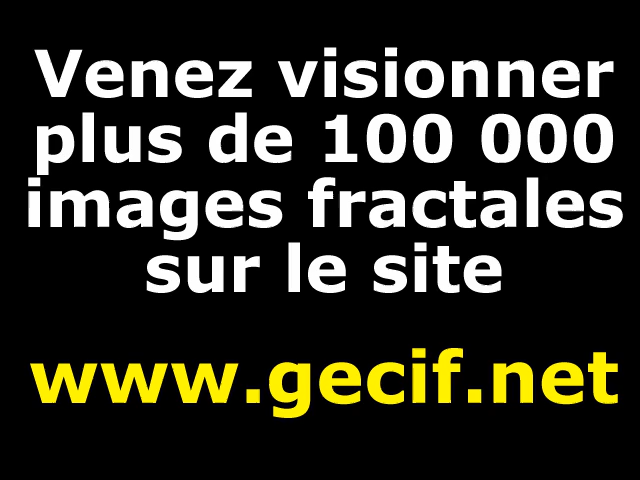 Venez visionner
plus de 100 000
images fractales
sur le site
www.gecif.net